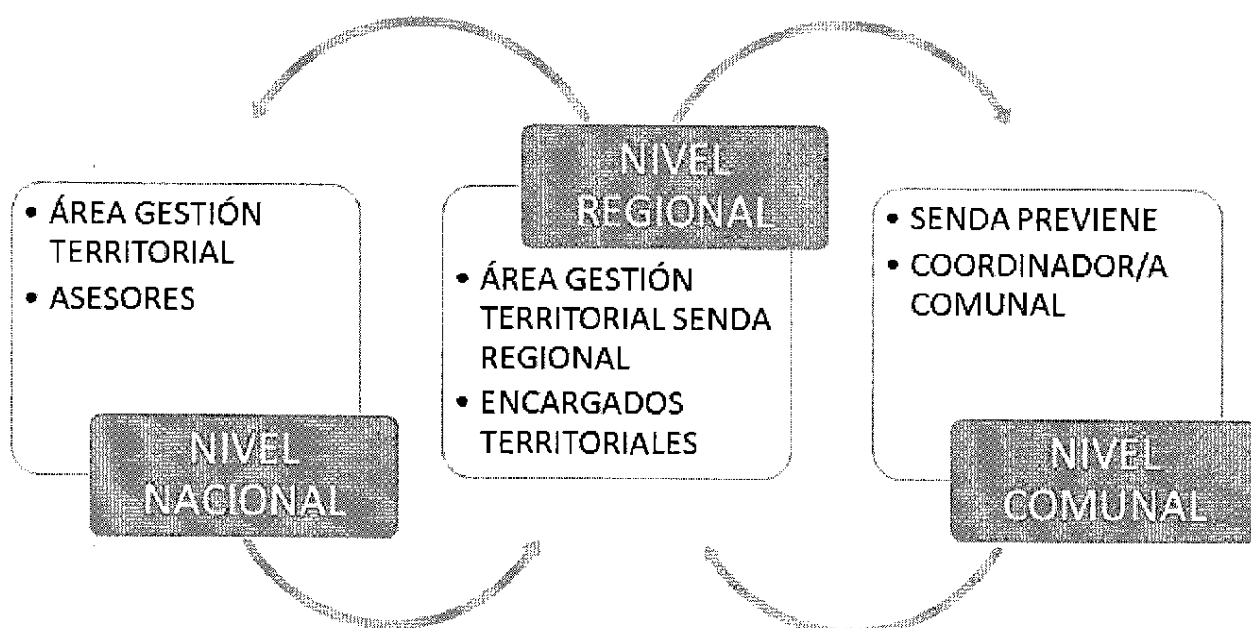 • ÁREA GESTIÓN
TERRITORIAL
• ASESORES
NIVEL
NACIONAL
NIVEL
REGIONAL
• ÁREA GESTIÓN
TERRITORIAL SENDA
REGIONAL
• ENCARGADOS
TERRITORIALES
• SENDA PREVIENE
• COORDINADOR/A
COMUNAL
NIVEL
COMUNAL